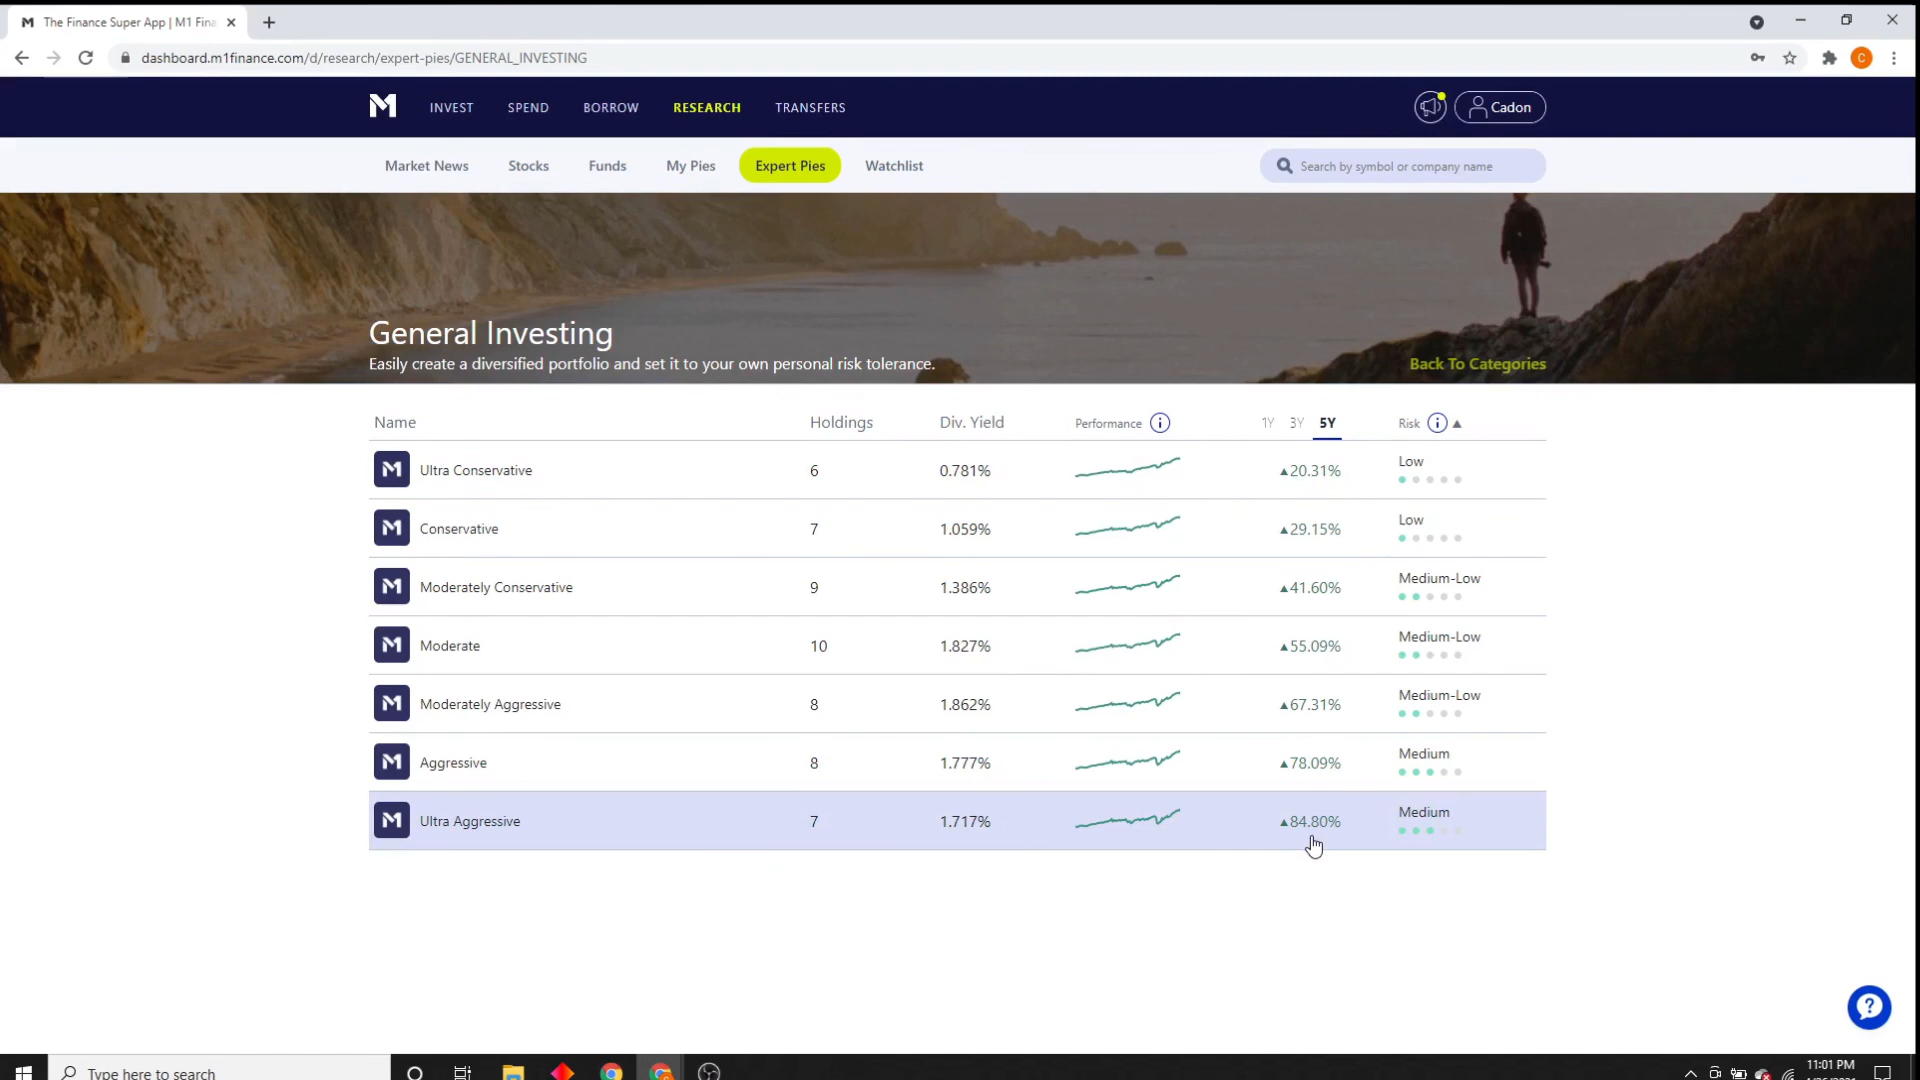 The Finance Super App | M1 Fina
dashboard.m1finance.com/d/research/expert-pies/GENERAL_INVESTING
C
M1 INVEST SPEND BORROW RESEARCH TRANSFERS Cadon
Market News Stocks Funds My Pies Expert Pies Watchlist Search by symbol or company name
General Investing
Easily create a diversified portfolio and set it to your own personal risk tolerance. Back To Categories
Name Holdings Div. Yield Performance 1Y 3Y 5Y Risk
Ultra Conservative 6 0.781% ▲20.31% Low
Conservative 7 1.059% ▲29.15% Low
Moderately Conservative 9 1.386% ▲41.60% Medium-Low
Moderate 10 1.827% ▲55.09% Medium-Low
Moderately Aggressive 8 1.862% ▲67.31% Medium-Low
Aggressive 8 1.777% ▲78.09% Medium
Ultra Aggressive 7 1.717% ▲84.80% Medium
Type here to search
11:01 PM